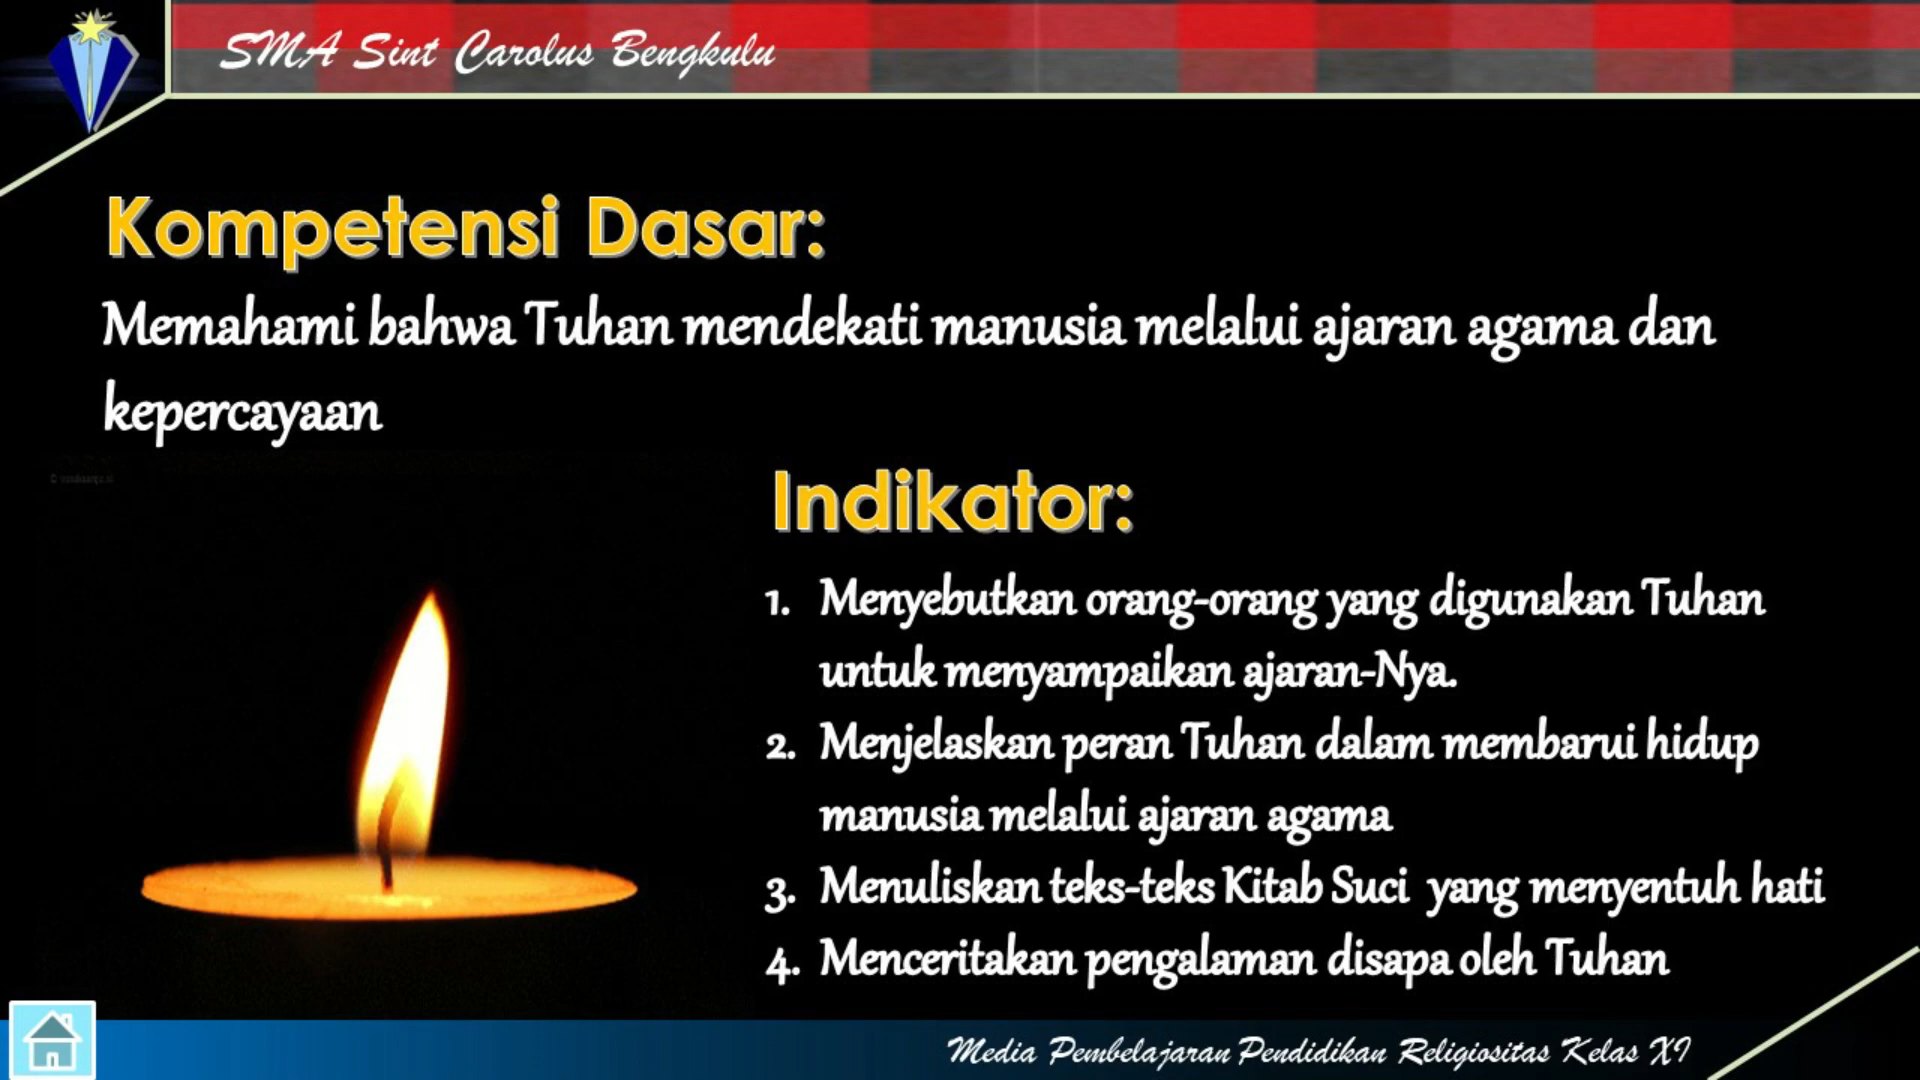 SMA Sint Carolus Bengkulu
Kompetensi Dasar:
Memahami bahwa Tuhan mendekati manusia melalui ajaran agama dan
kepercayaan
Indikator:
1. Menyebutkan orang-orang yang digunakan Tuhan
untuk menyampaikan ajaran-Nya.
2. Menjelaskan peran Tuhan dalam membarui hidup
manusia melalui ajaran agama
3. Menuliskan teks-teks Kitab Suci yang menyentuh hati
4. Menceritakan pengalaman disapa oleh Tuhan
Media Pembelajaran Pendidikan Religiositas Kelas XI